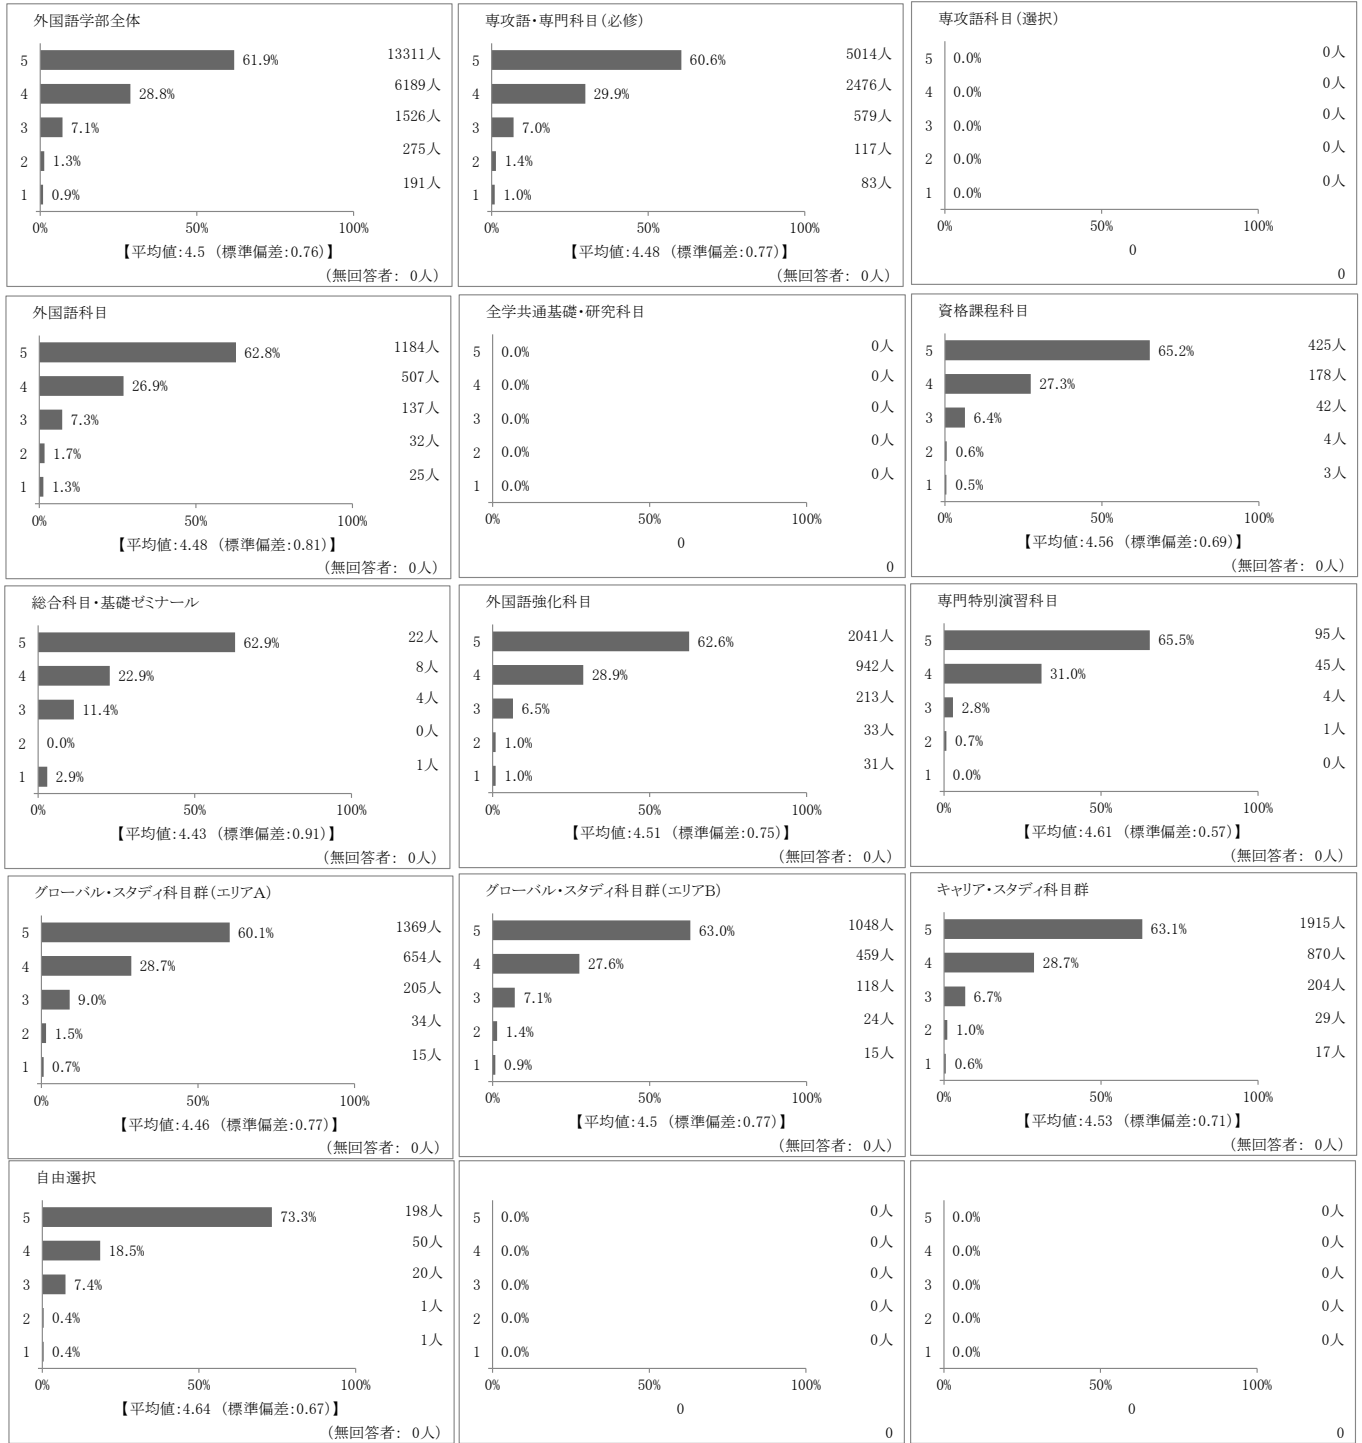 外国語学部全体
5 61.9% 13311人
4 28.8% 6189人
3 7.1% 1526人
2 1.3% 275人
1 0.9% 191人
0% 50% 100%
【平均値:4.5 (標準偏差:0.76)】
(無回答者: 0人)
専攻語・専門科目(必修)
5 60.6% 5014人
4 29.9% 2476人
3 7.0% 579人
2 1.4% 117人
1 1.0% 83人
0% 50% 100%
【平均値:4.48 (標準偏差:0.77)】
(無回答者: 0人)
専攻語科目(選択)
5 0.0% 0人
4 0.0% 0人
3 0.0% 0人
2 0.0% 0人
1 0.0% 0人
0% 50% 100%
0
0
外国語科目
5 62.8% 1184人
4 26.9% 507人
3 7.3% 137人
2 1.7% 32人
1 1.3% 25人
0% 50% 100%
【平均値:4.48 (標準偏差:0.81)】
(無回答者: 0人)
全学共通基礎・研究科目
5 0.0% 0人
4 0.0% 0人
3 0.0% 0人
2 0.0% 0人
1 0.0% 0人
0% 50% 100%
0
0
資格課程科目
5 65.2% 425人
4 27.3% 178人
3 6.4% 42人
2 0.6% 4人
1 0.5% 3人
0% 50% 100%
【平均値:4.56 (標準偏差:0.69)】
(無回答者: 0人)
総合科目・基礎ゼミナール
5 62.9% 22人
4 22.9% 8人
3 11.4% 4人
2 0.0% 0人
1 2.9% 1人
0% 50% 100%
【平均値:4.43 (標準偏差:0.91)】
(無回答者: 0人)
外国語強化科目
5 62.6% 2041人
4 28.9% 942人
3 6.5% 213人
2 1.0% 33人
1 1.0% 31人
0% 50% 100%
【平均値:4.51 (標準偏差:0.75)】
(無回答者: 0人)
専門特別演習科目
5 65.5% 95人
4 31.0% 45人
3 2.8% 4人
2 0.7% 1人
1 0.0% 0人
0% 50% 100%
【平均値:4.61 (標準偏差:0.57)】
(無回答者: 0人)
グローバル・スタディ科目群(エリアA)
5 60.1% 1369人
4 28.7% 654人
3 9.0% 205人
2 1.5% 34人
1 0.7% 15人
0% 50% 100%
【平均値:4.46 (標準偏差:0.77)】
(無回答者: 0人)
グローバル・スタディ科目群(エリアB)
5 63.0% 1048人
4 27.6% 459人
3 7.1% 118人
2 1.4% 24人
1 0.9% 15人
0% 50% 100%
【平均値:4.5 (標準偏差:0.77)】
(無回答者: 0人)
キャリア・スタディ科目群
5 63.1% 1915人
4 28.7% 870人
3 6.7% 204人
2 1.0% 29人
1 0.6% 17人
0% 50% 100%
【平均値:4.53 (標準偏差:0.71)】
(無回答者: 0人)
自由選択
5 73.3% 198人
4 18.5% 50人
3 7.4% 20人
2 0.4% 1人
1 0.4% 1人
0% 50% 100%
【平均値:4.64 (標準偏差:0.67)】
(無回答者: 0人)
5 0.0% 0人
4 0.0% 0人
3 0.0% 0人
2 0.0% 0人
1 0.0% 0人
0% 50% 100%
0
0
5 0.0% 0人
4 0.0% 0人
3 0.0% 0人
2 0.0% 0人
1 0.0% 0人
0% 50% 100%
0
0